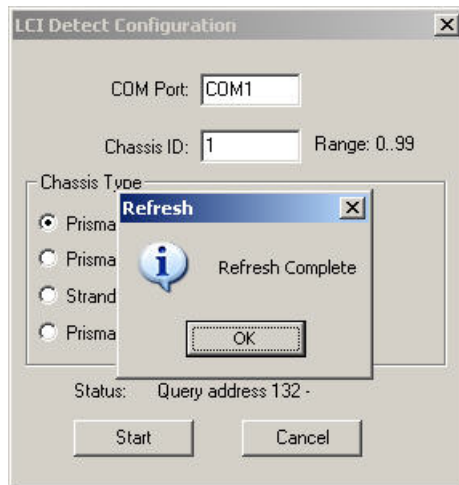 LCI Detect Configuration
COM Port: COM1
Chassis ID: 1 Range: 0..99
Chassis Type
Refresh
Prisma
Refresh Complete
Prisma
Strand
Prisma
OK
Status: Query address 132 -
Start Cancel